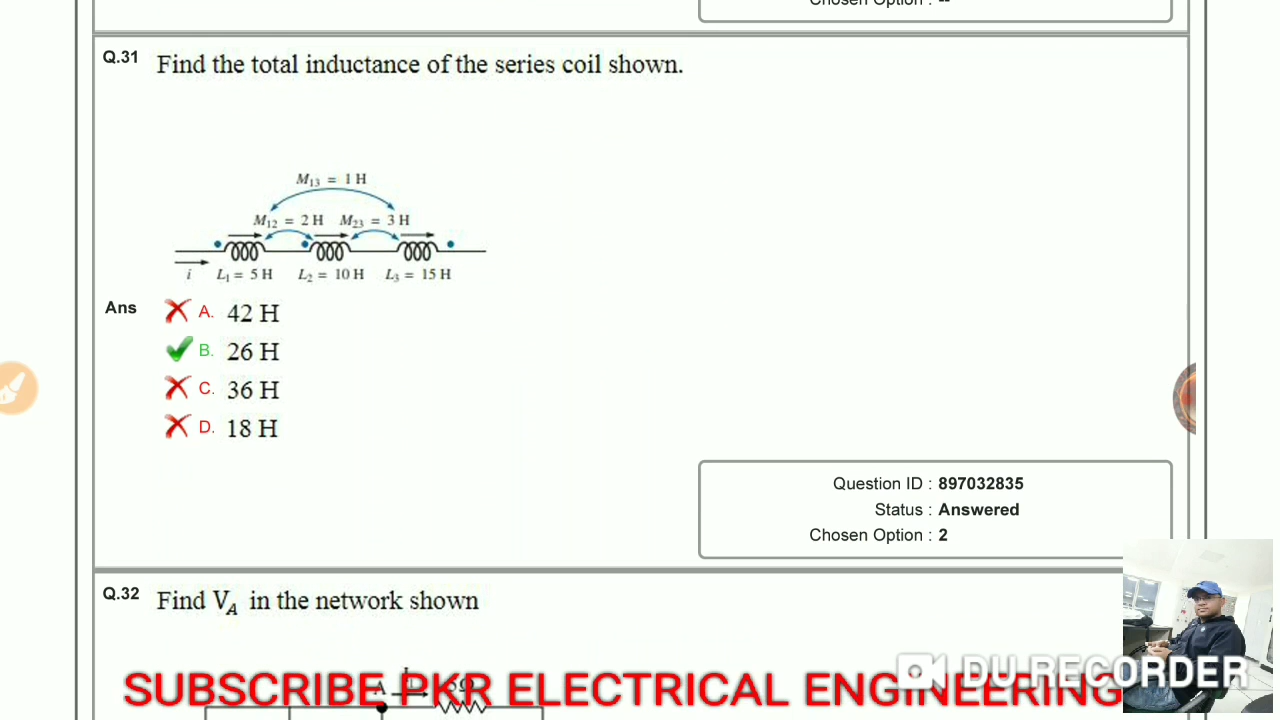 Chosen Option : --
Q.31 Find the total inductance of the series coil shown.
M13 = 1 H
M12 = 2 H M23 = 3 H
i L1 = 5 H L2 = 10 H L3 = 15 H
Ans
A. 42 H
B. 26 H
C. 36 H
D. 18 H
Question ID : 897032835
Status : Answered
Chosen Option : 2
Q.32 Find VA in the network shown
A
5Ω
SUBSCRIBE PKR ELECTRICAL ENGINEERING
DU RECORDER